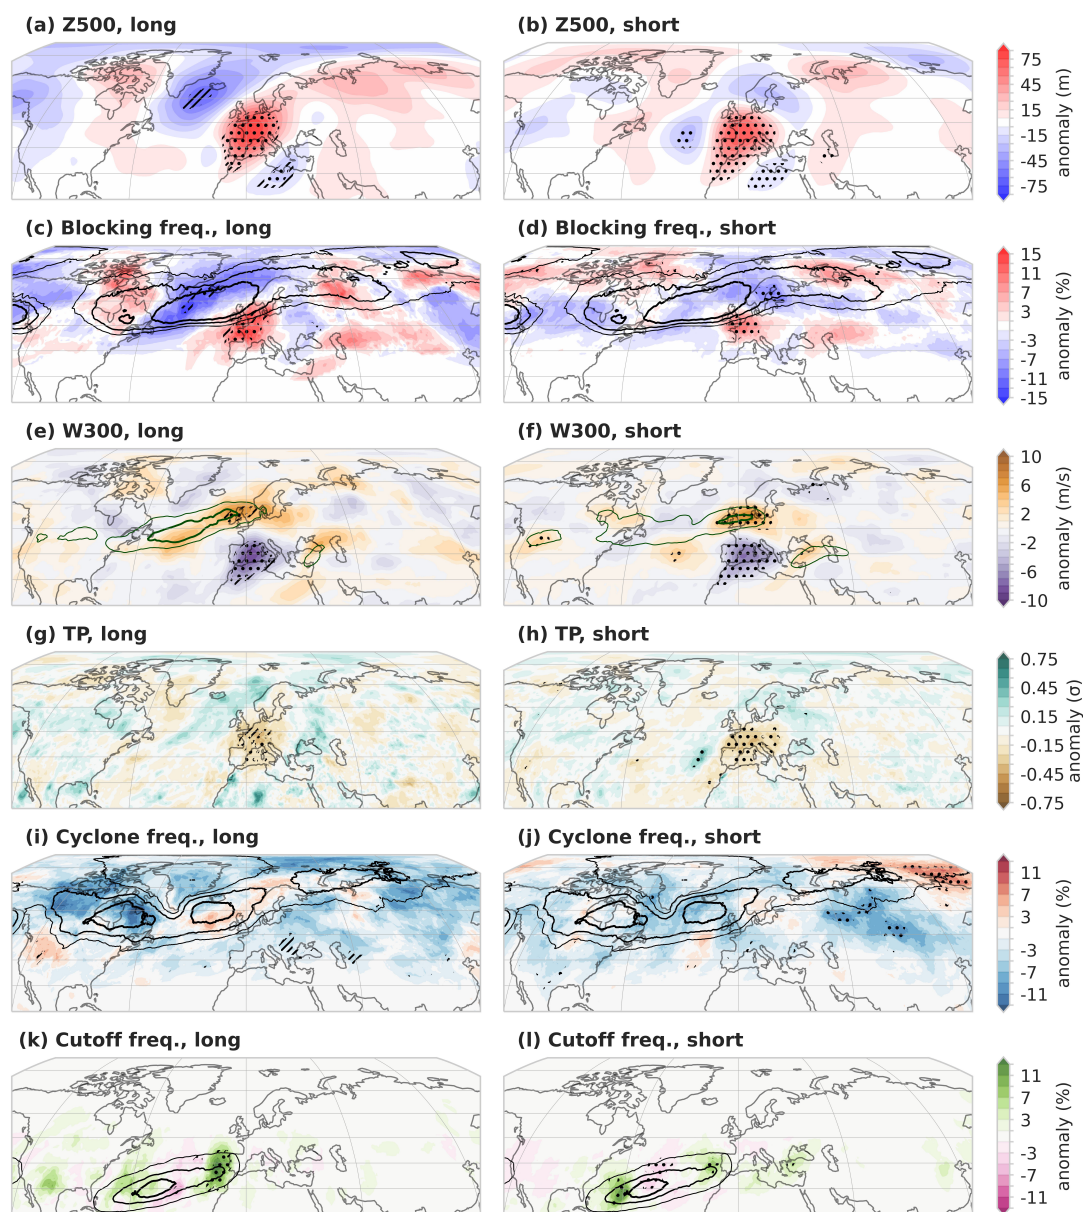 (a) Z500, long
(b) Z500, short
75
45
15
-15
-45
-75
anomaly (m)
(c) Blocking freq., long
(d) Blocking freq., short
15
11
7
3
-3
-7
-11
-15
anomaly (%)
(e) W300, long
(f) W300, short
10
6
2
-2
-6
-10
anomaly (m/s)
(g) TP, long
(h) TP, short
0.75
0.45
0.15
-0.15
-0.45
-0.75
anomaly (σ)
(i) Cyclone freq., long
(j) Cyclone freq., short
11
7
3
-3
-7
-11
anomaly (%)
(k) Cutoff freq., long
(l) Cutoff freq., short
11
7
3
-3
-7
-11
anomaly (%)